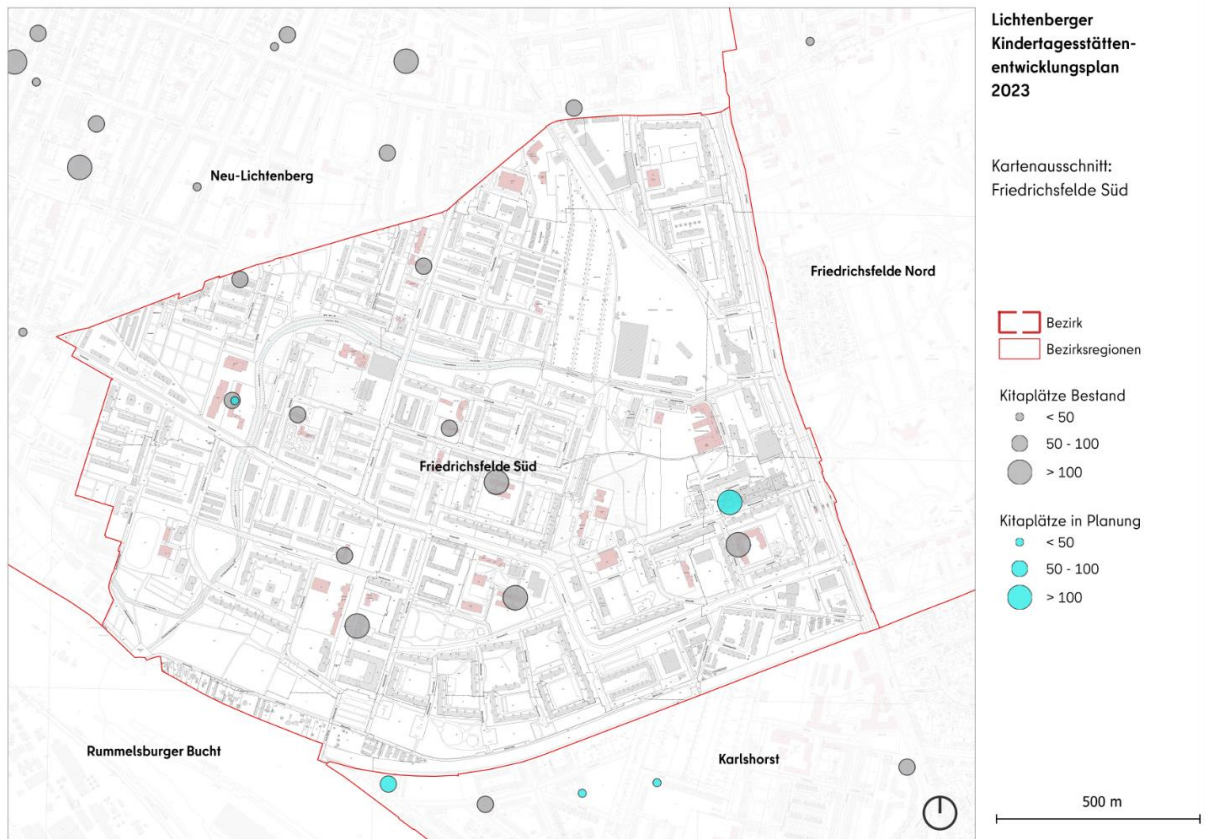 Lichtenberger
Kindertagesstätten-
entwicklungsplan
2023
Kartenausschnitt:
Friedrichsfelde Süd
Neu-Lichtenberg
Friedrichsfelde Nord
Friedrichsfelde Süd
Rummelsburger Bucht
Karlshorst
Bezirk
Bezirksregionen
Kitaplätze Bestand
< 50
50 - 100
> 100
Kitaplätze in Planung
< 50
50 - 100
> 100
500 m